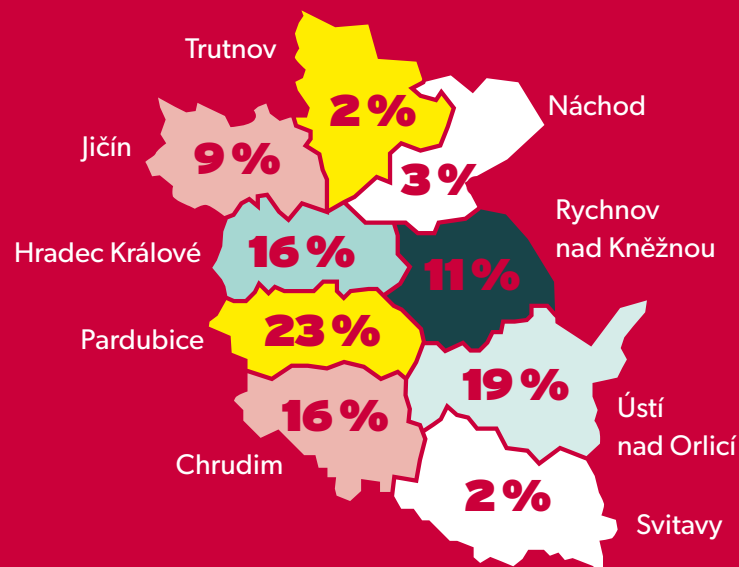 Trutnov
2 %
Náchod
Jičín
9 %
3 %
Rychnov
nad Kněžnou
Hradec Králové
16 %
11 %
Pardubice
23 %
19 %
Ústí
nad Orlicí
16 %
Chrudim
2 %
Svitavy